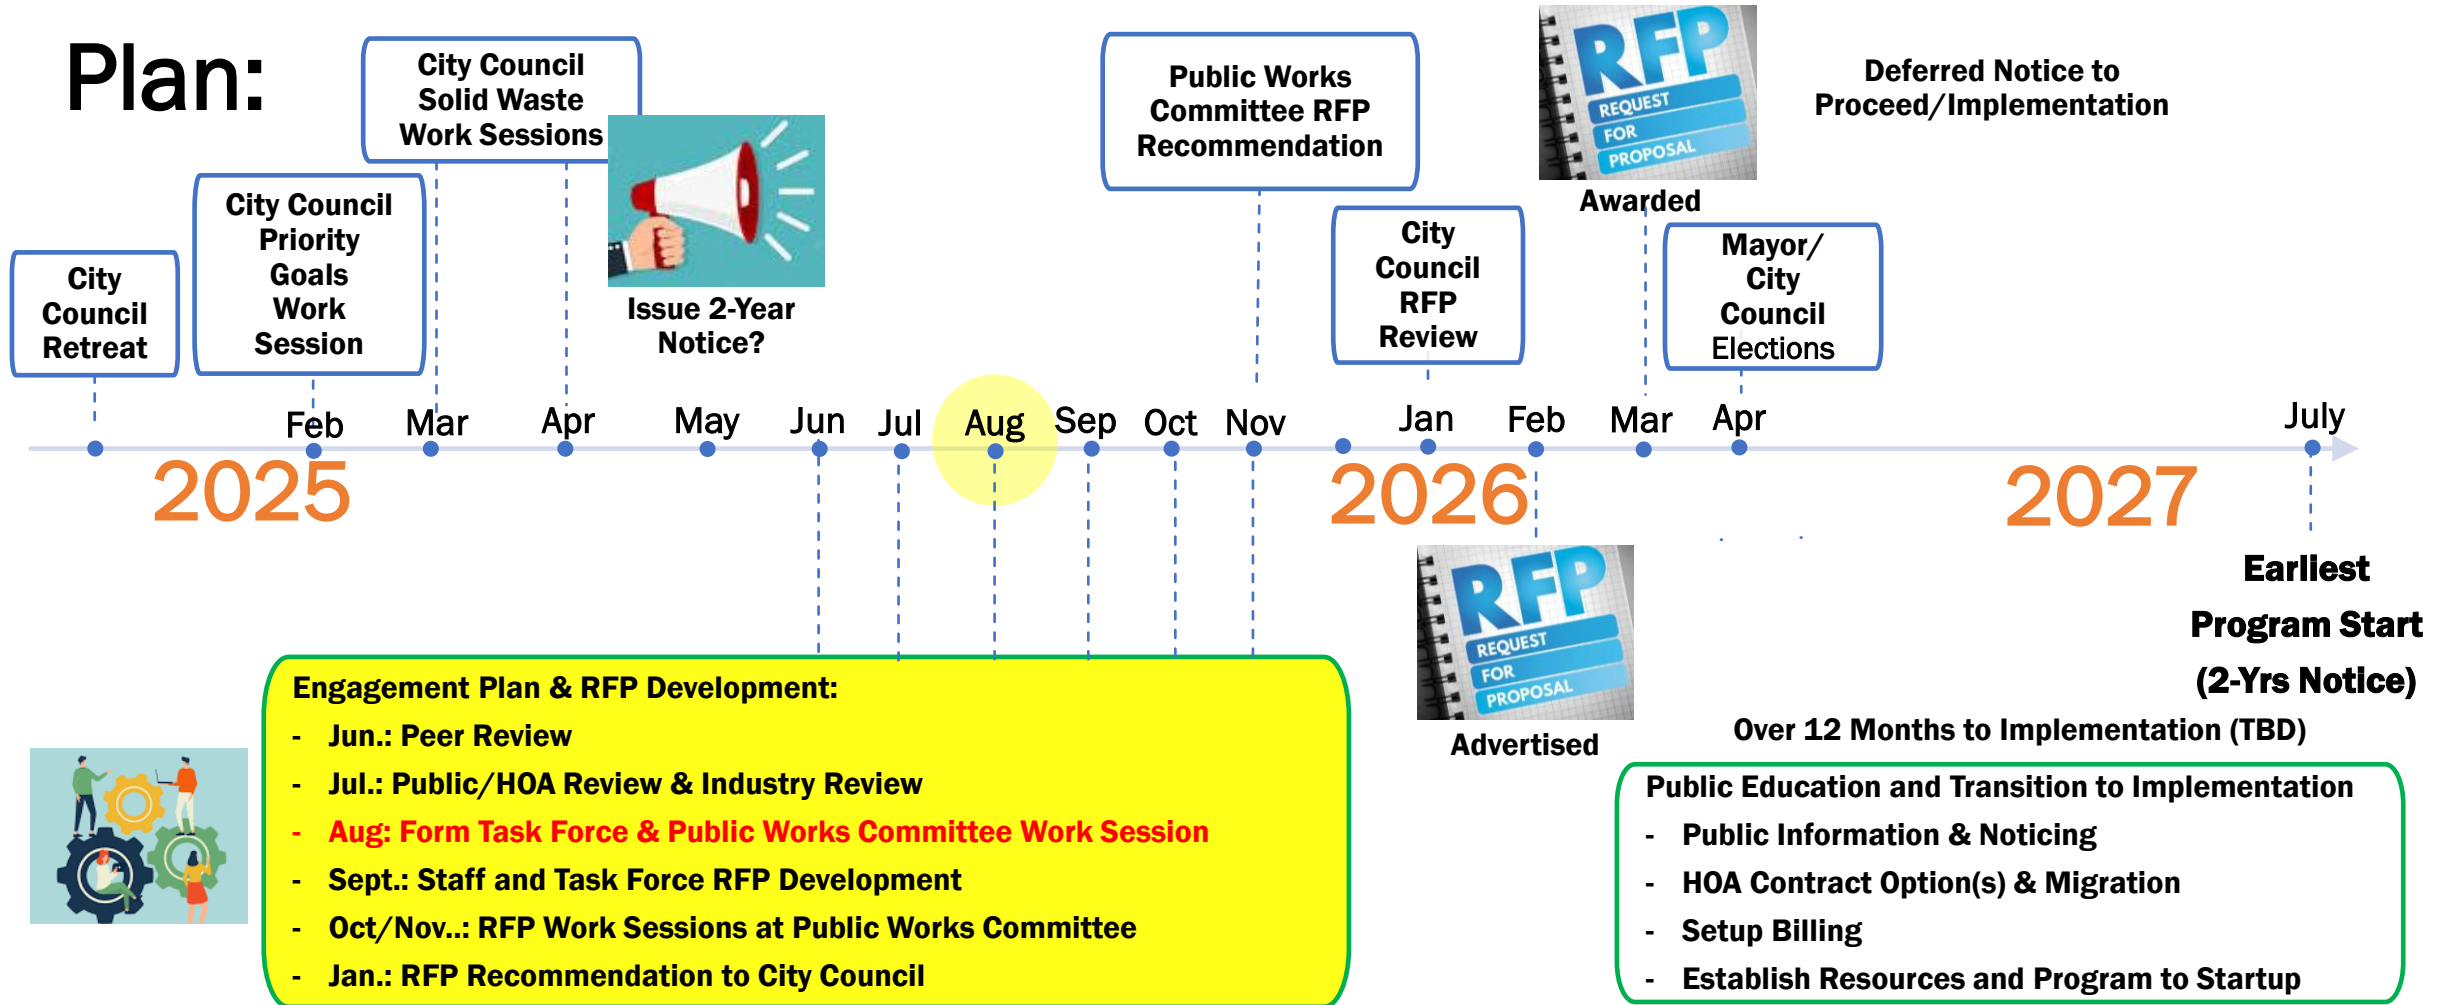 Plan:
City
Council
Retreat
City Council
Priority
Goals
Work
Session
City Council
Solid Waste
Work Sessions
Issue 2-Year
Notice?
Public Works
Committee RFP
Recommendation
City
Council
RFP
Review
RFP
REQUEST
FOR
PROPOSAL
Awarded
Mayor/
City
Council
Elections
Deferred Notice to
Proceed/Implementation
Feb
Mar
Apr
May
Jun
Jul
Aug
Sep
Oct
Nov
Jan
Feb
Mar
Apr
July
2025
2026
2027
RFP
REQUEST
FOR
PROPOSAL
Advertised
Earliest
Program Start
(2-Yrs Notice)
Engagement Plan & RFP Development:
- Jun.: Peer Review
- Jul.: Public/HOA Review & Industry Review
- Aug: Form Task Force & Public Works Committee Work Session
- Sept.: Staff and Task Force RFP Development
- Oct/Nov..: RFP Work Sessions at Public Works Committee
- Jan.: RFP Recommendation to City Council
Over 12 Months to Implementation (TBD)
Public Education and Transition to Implementation
- Public Information & Noticing
- HOA Contract Option(s) & Migration
- Setup Billing
- Establish Resources and Program to Startup